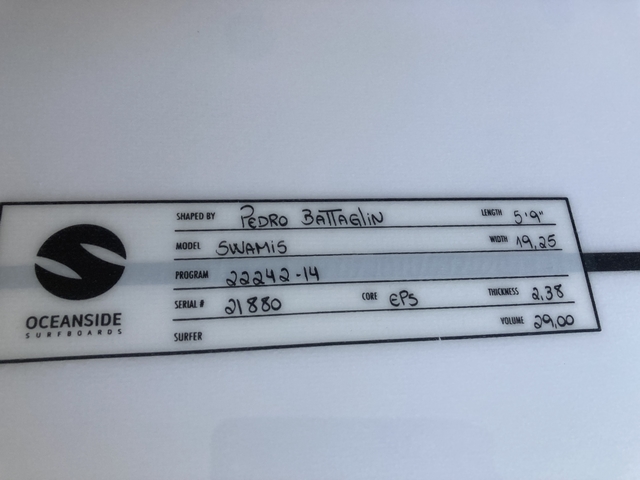 SHAPED BY PEDRO BATTAGLIN LENGTH 5'9"
MODEL SWAMIS WIDTH 19,25
PROGRAM 22242-14
SERIAL # 21880 CORE EPS THICKNESS 2,38
SURFER VOLUME 29,00
OCEANSIDE
SURFBOARDS